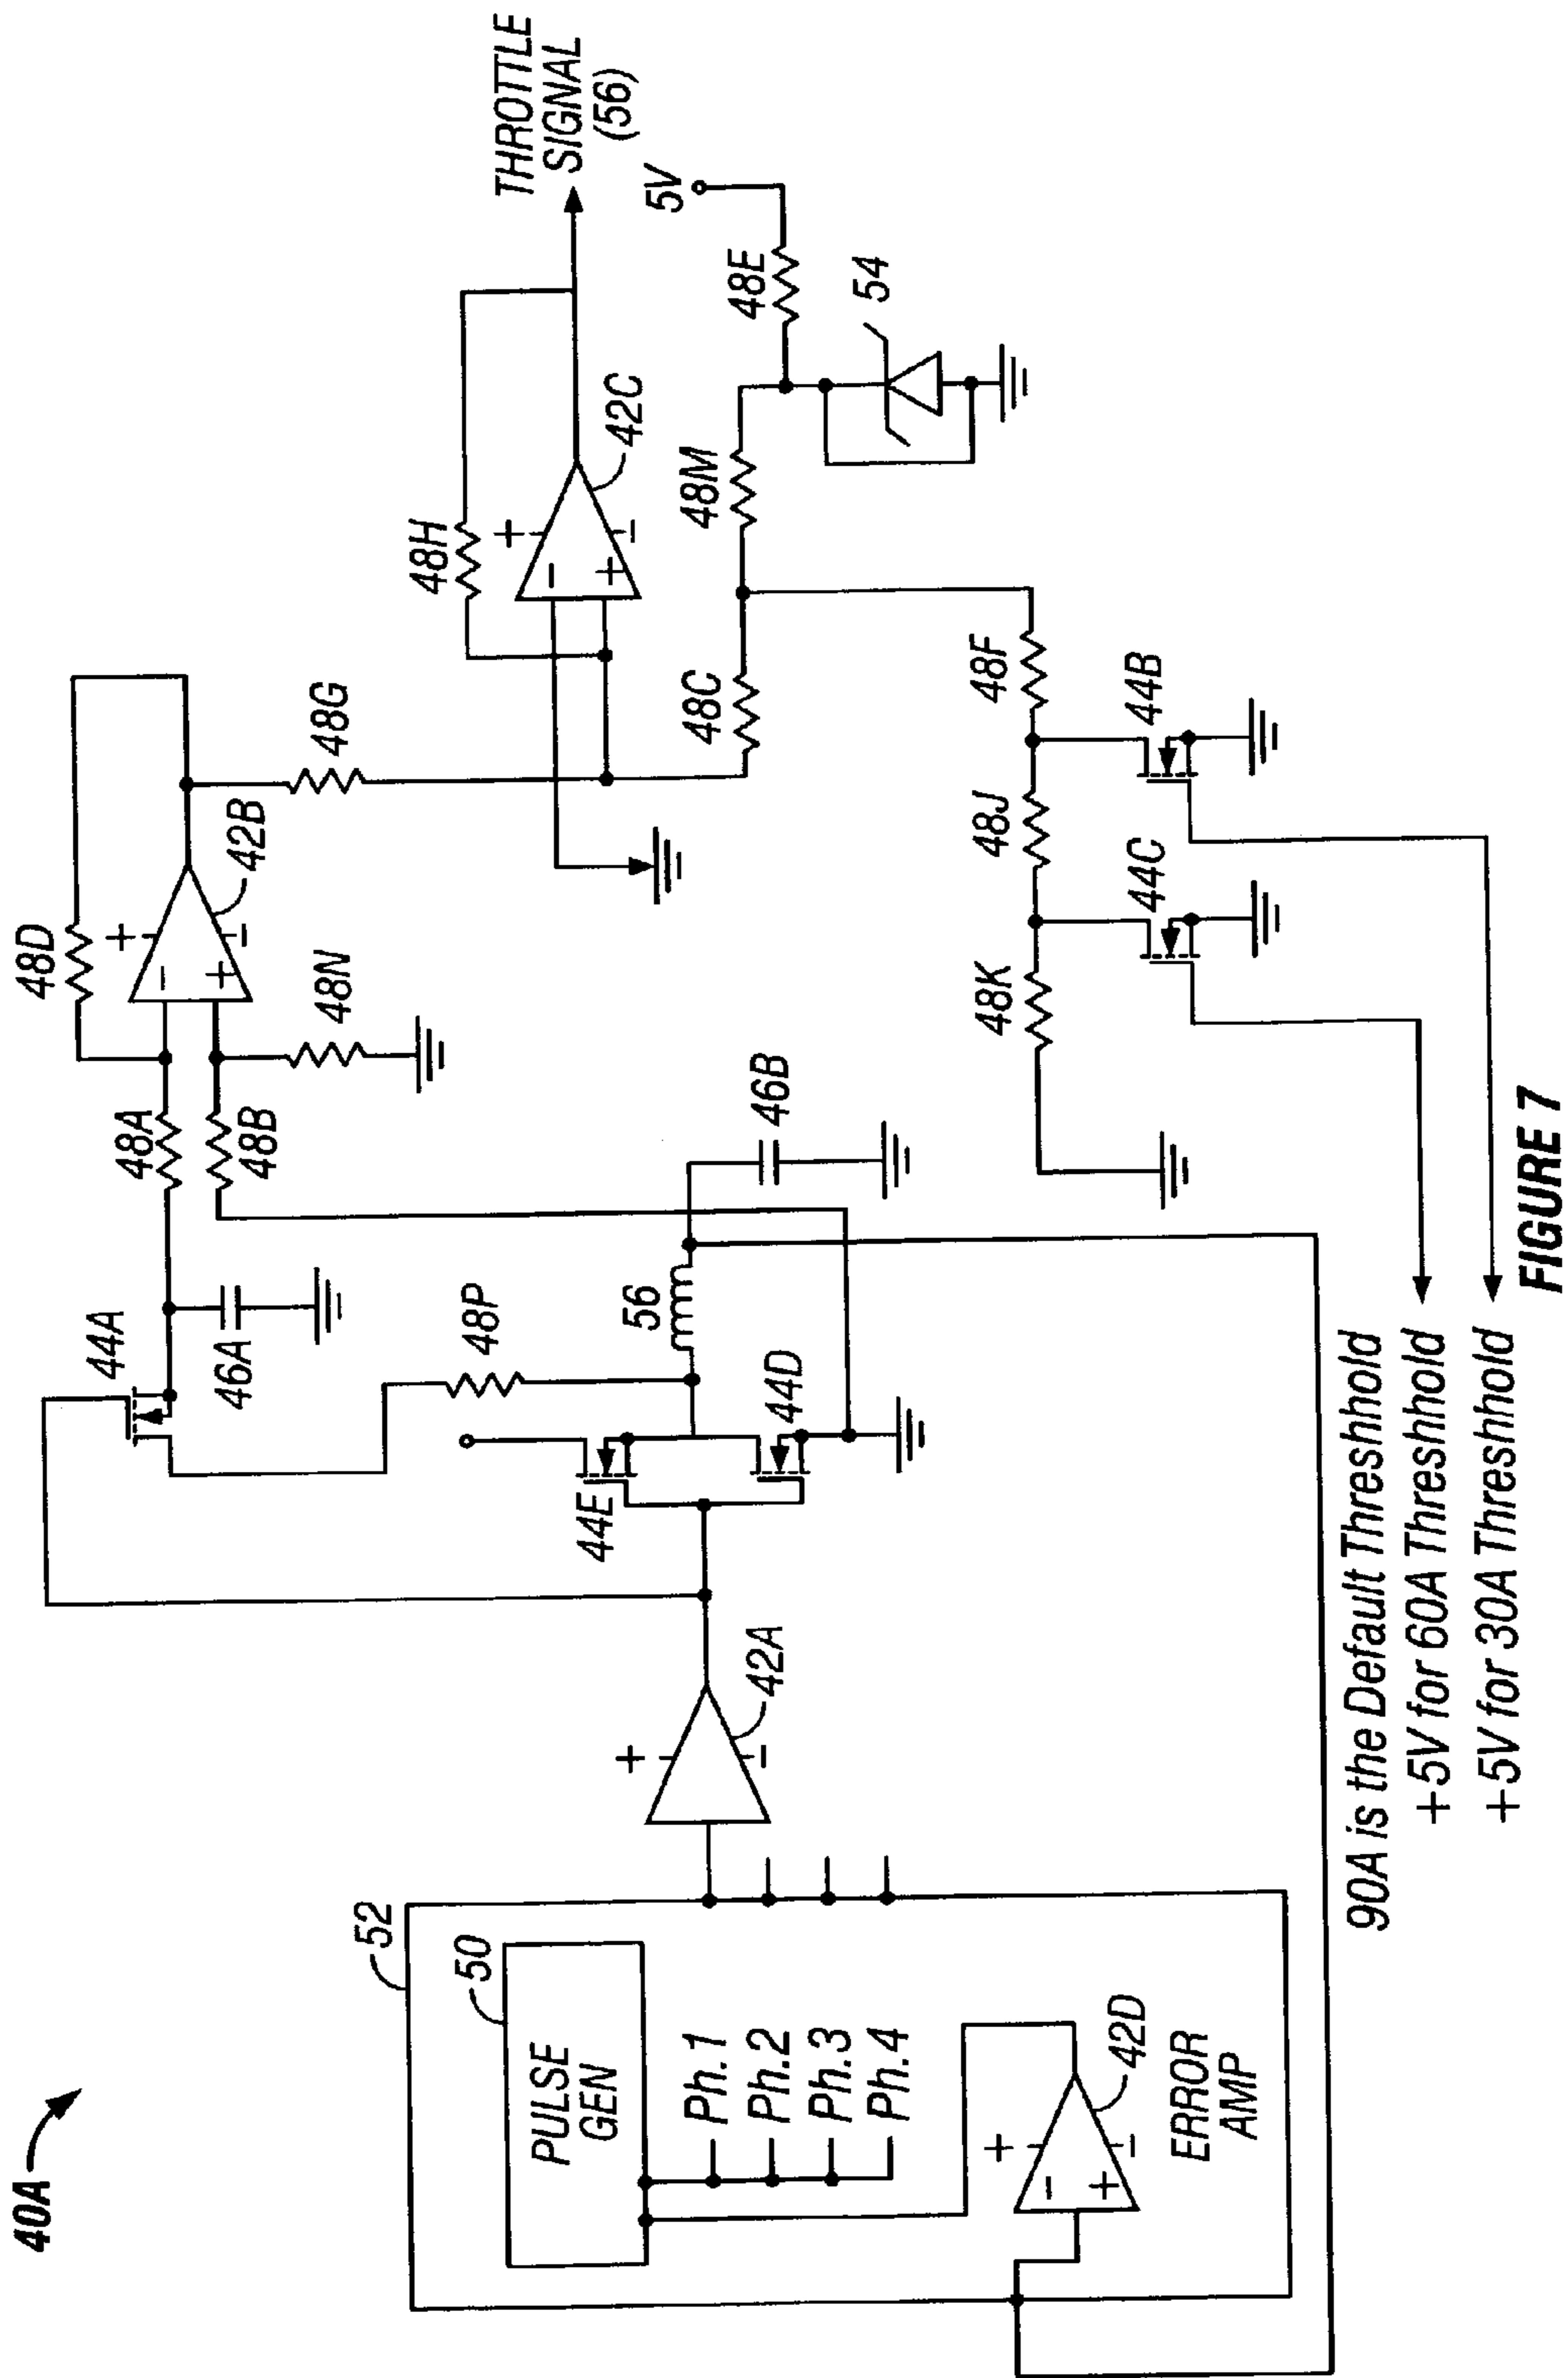 40A
THROTTLE
SIGNAL
(56)
48D
42B
48G
48H
42C
5V
48E
54
48M
48C
48A
48B
48N
44A
46A
48P
56
46B
44E
44D
42A
48F
48J
48K
44B
44C
52
50
PULSE
GEN
Ph.1
Ph.2
Ph.3
Ph.4
42D
ERROR
AMP
+
−
+
−
+
−
−
+
+
−
−
+
+
−
−
+
90A is the Default Threshhold
+5V for 60A Threshhold
+5V for 30A Threshhold
FIGURE 7